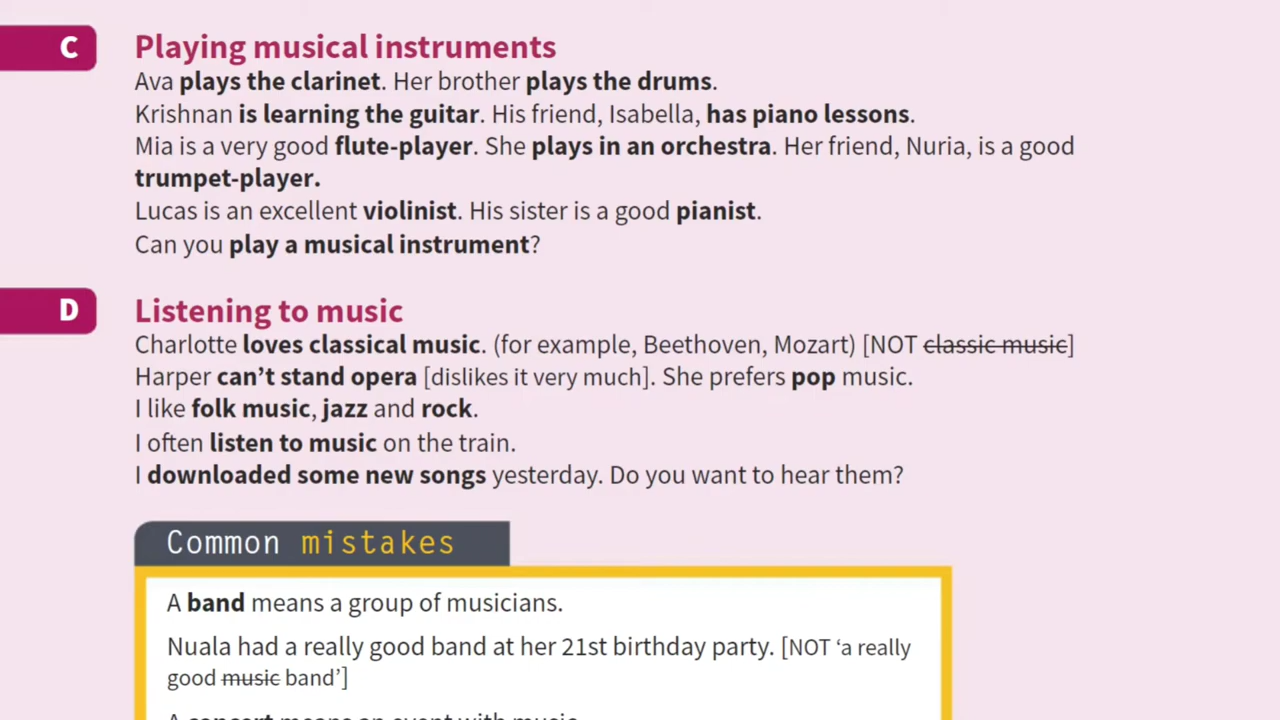 C
Playing musical instruments
Ava plays the clarinet. Her brother plays the drums.
Krishnan is learning the guitar. His friend, Isabella, has piano lessons.
Mia is a very good flute-player. She plays in an orchestra. Her friend, Nuria, is a good
trumpet-player.
Lucas is an excellent violinist. His sister is a good pianist.
Can you play a musical instrument?
D
Listening to music
Charlotte loves classical music. (for example, Beethoven, Mozart) [NOT classic music]
Harper can’t stand opera [dislikes it very much]. She prefers pop music.
I like folk music, jazz and rock.
I often listen to music on the train.
I downloaded some new songs yesterday. Do you want to hear them?
Common mistakes
A band means a group of musicians.
Nuala had a really good band at her 21st birthday party. [NOT ‘a really
good music band’]
A concert means an event with music.